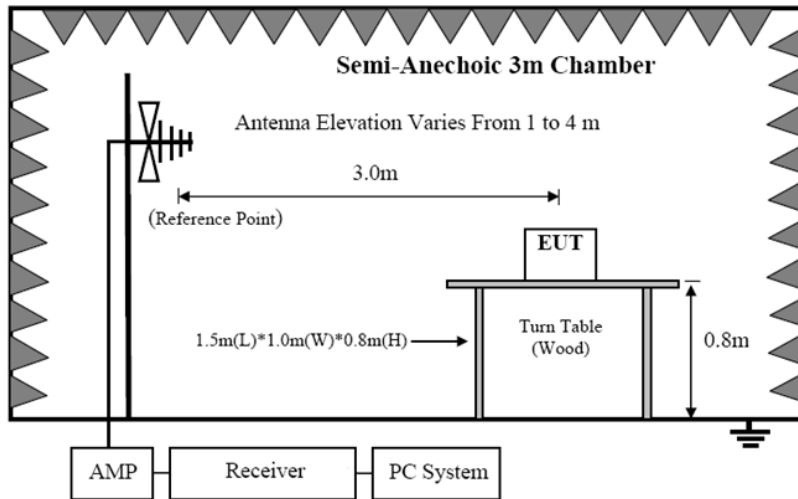 Semi-Anechoic 3m Chamber
Antenna Elevation Varies From 1 to 4 m
3.0m
(Reference Point)
EUT
1.5m(L)*1.0m(W)*0.8m(H)
Turn Table
(Wood)
0.8m
AMP
Receiver
PC System